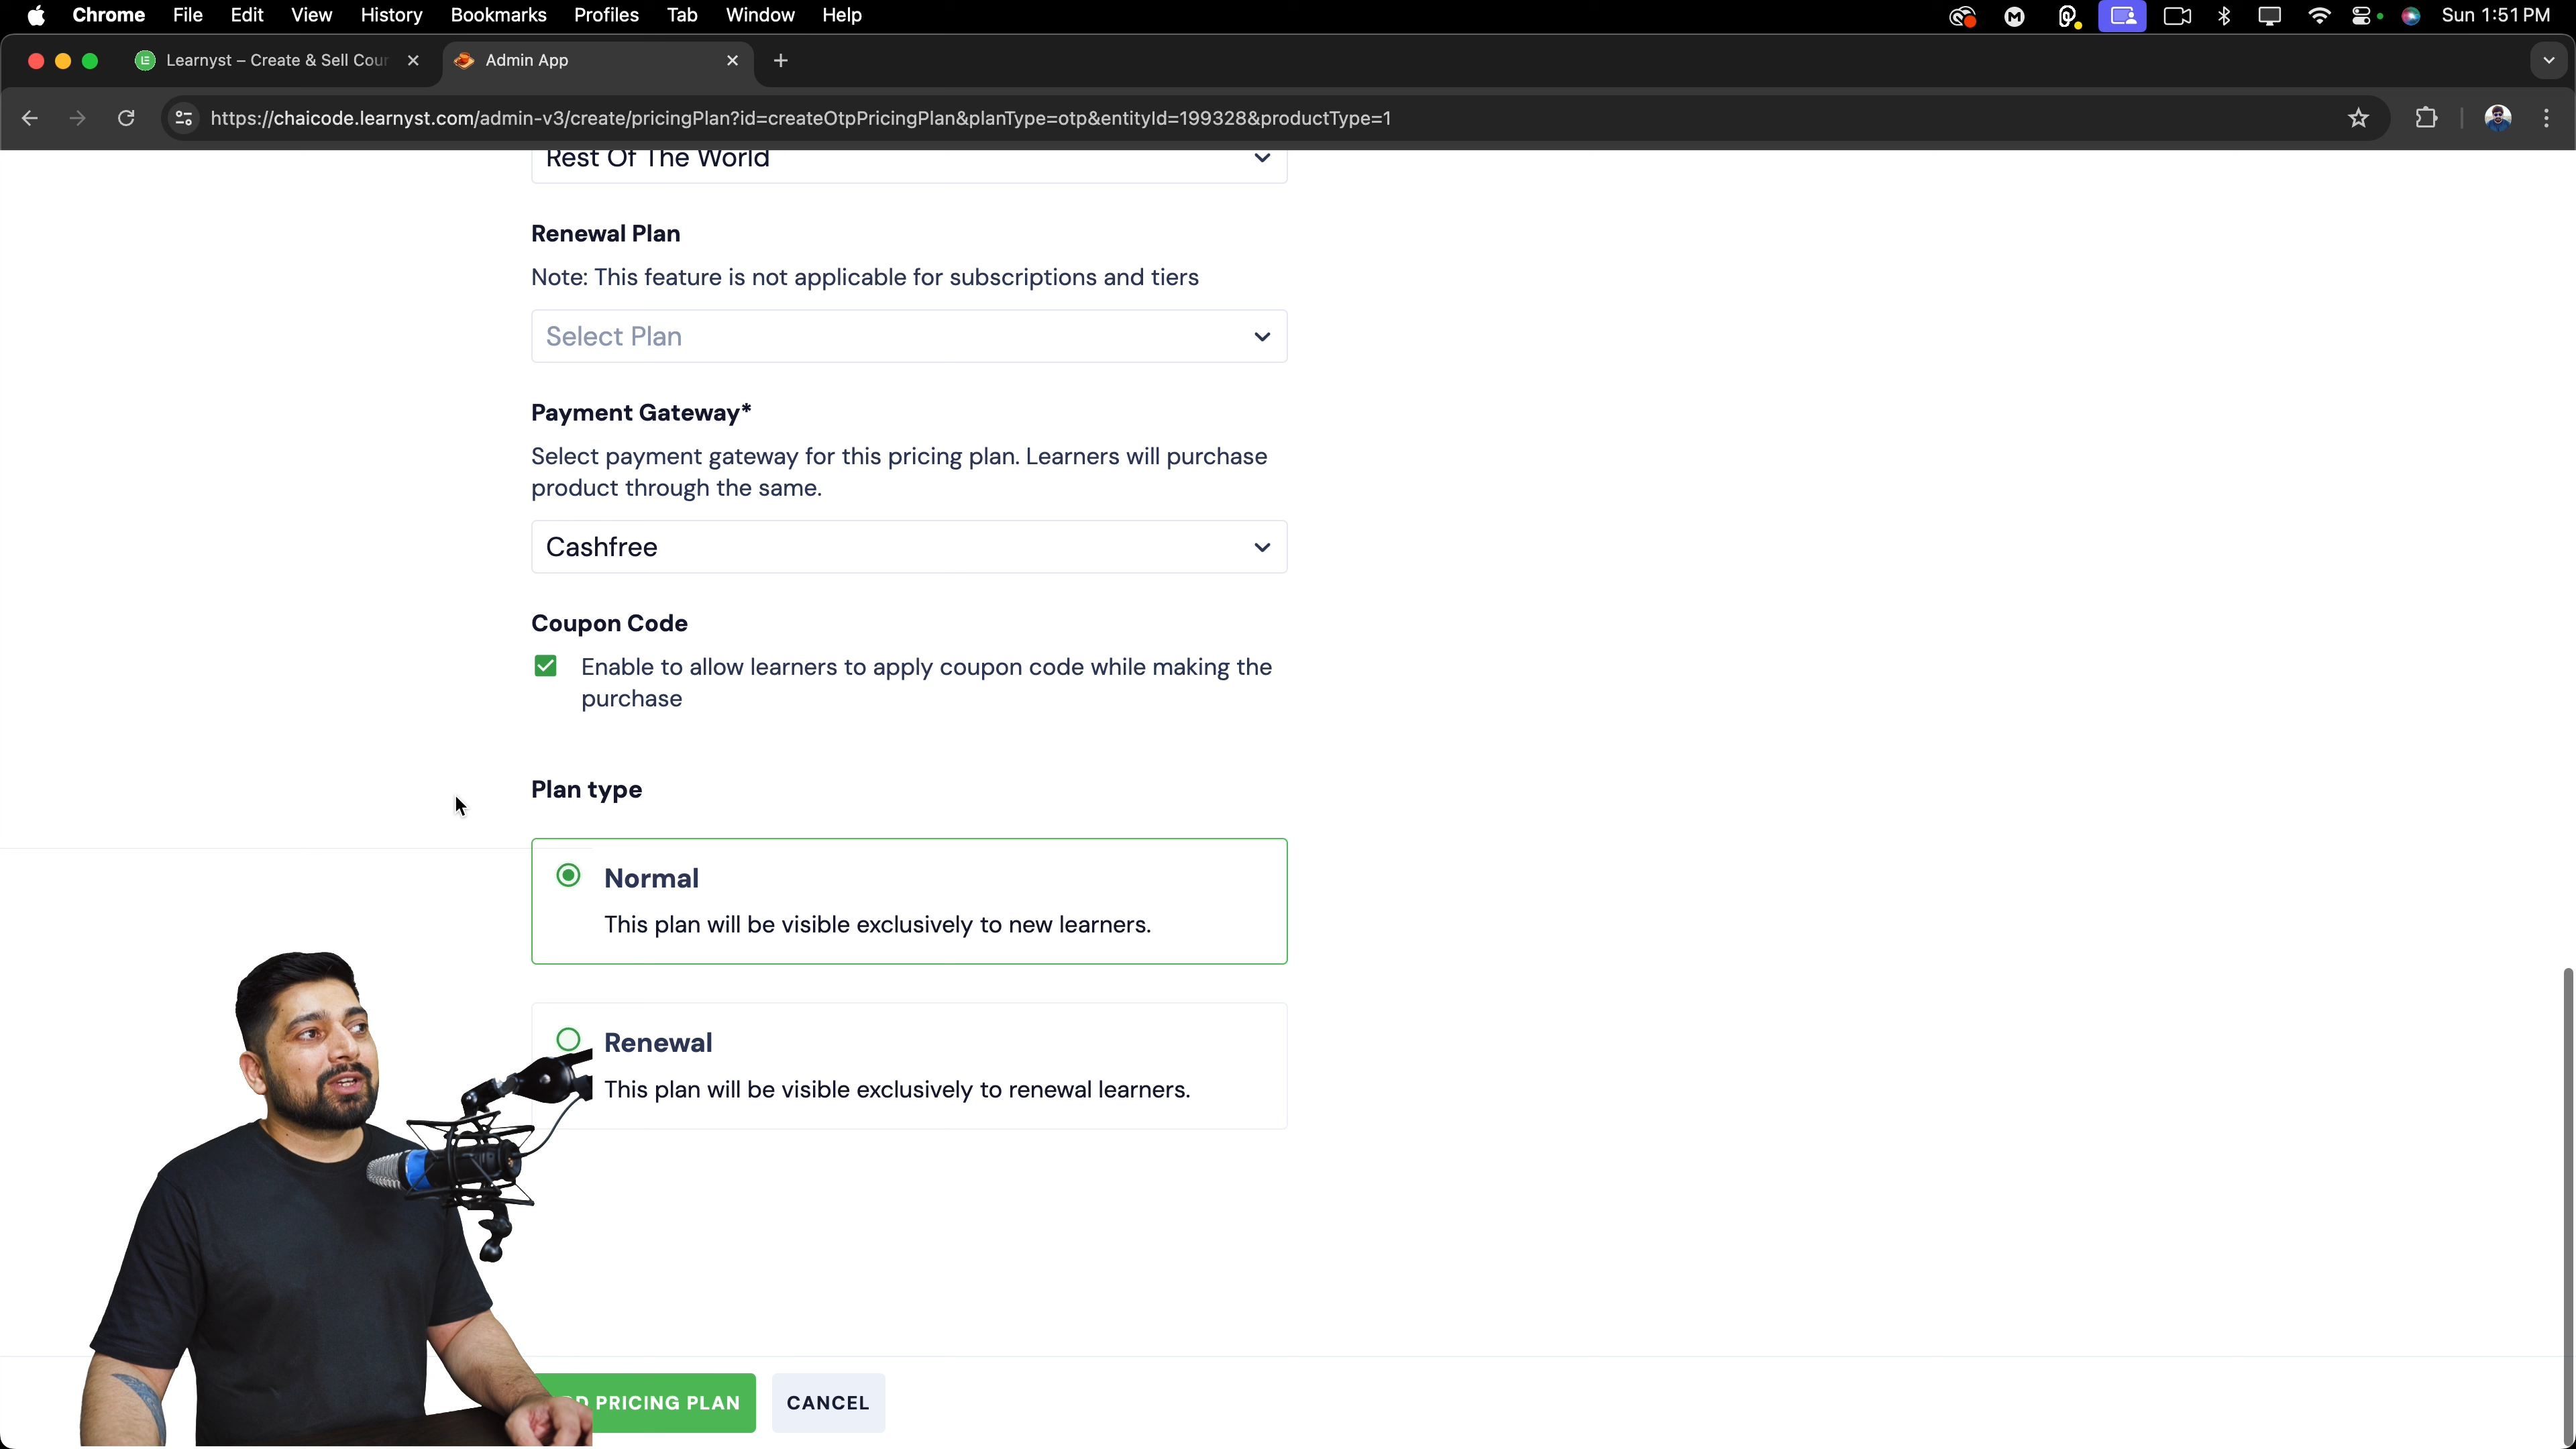 Chrome File Edit View History Bookmarks Profiles Tab Window Help Sun 1:51 PM
Learnyst – Create & Sell Cour Admin App
https://chaicode.learnyst.com/admin-v3/create/pricingPlan?id=createOtpPricingPlan&planType=otp&entityId=199328&productType=1
Rest Of The World
Renewal Plan
Note: This feature is not applicable for subscriptions and tiers
Select Plan
Payment Gateway*
Select payment gateway for this pricing plan. Learners will purchase
product through the same.
Cashfree
Coupon Code
Enable to allow learners to apply coupon code while making the
purchase
Plan type
Normal
This plan will be visible exclusively to new learners.
Renewal
This plan will be visible exclusively to renewal learners.
PRICING PLAN CANCEL